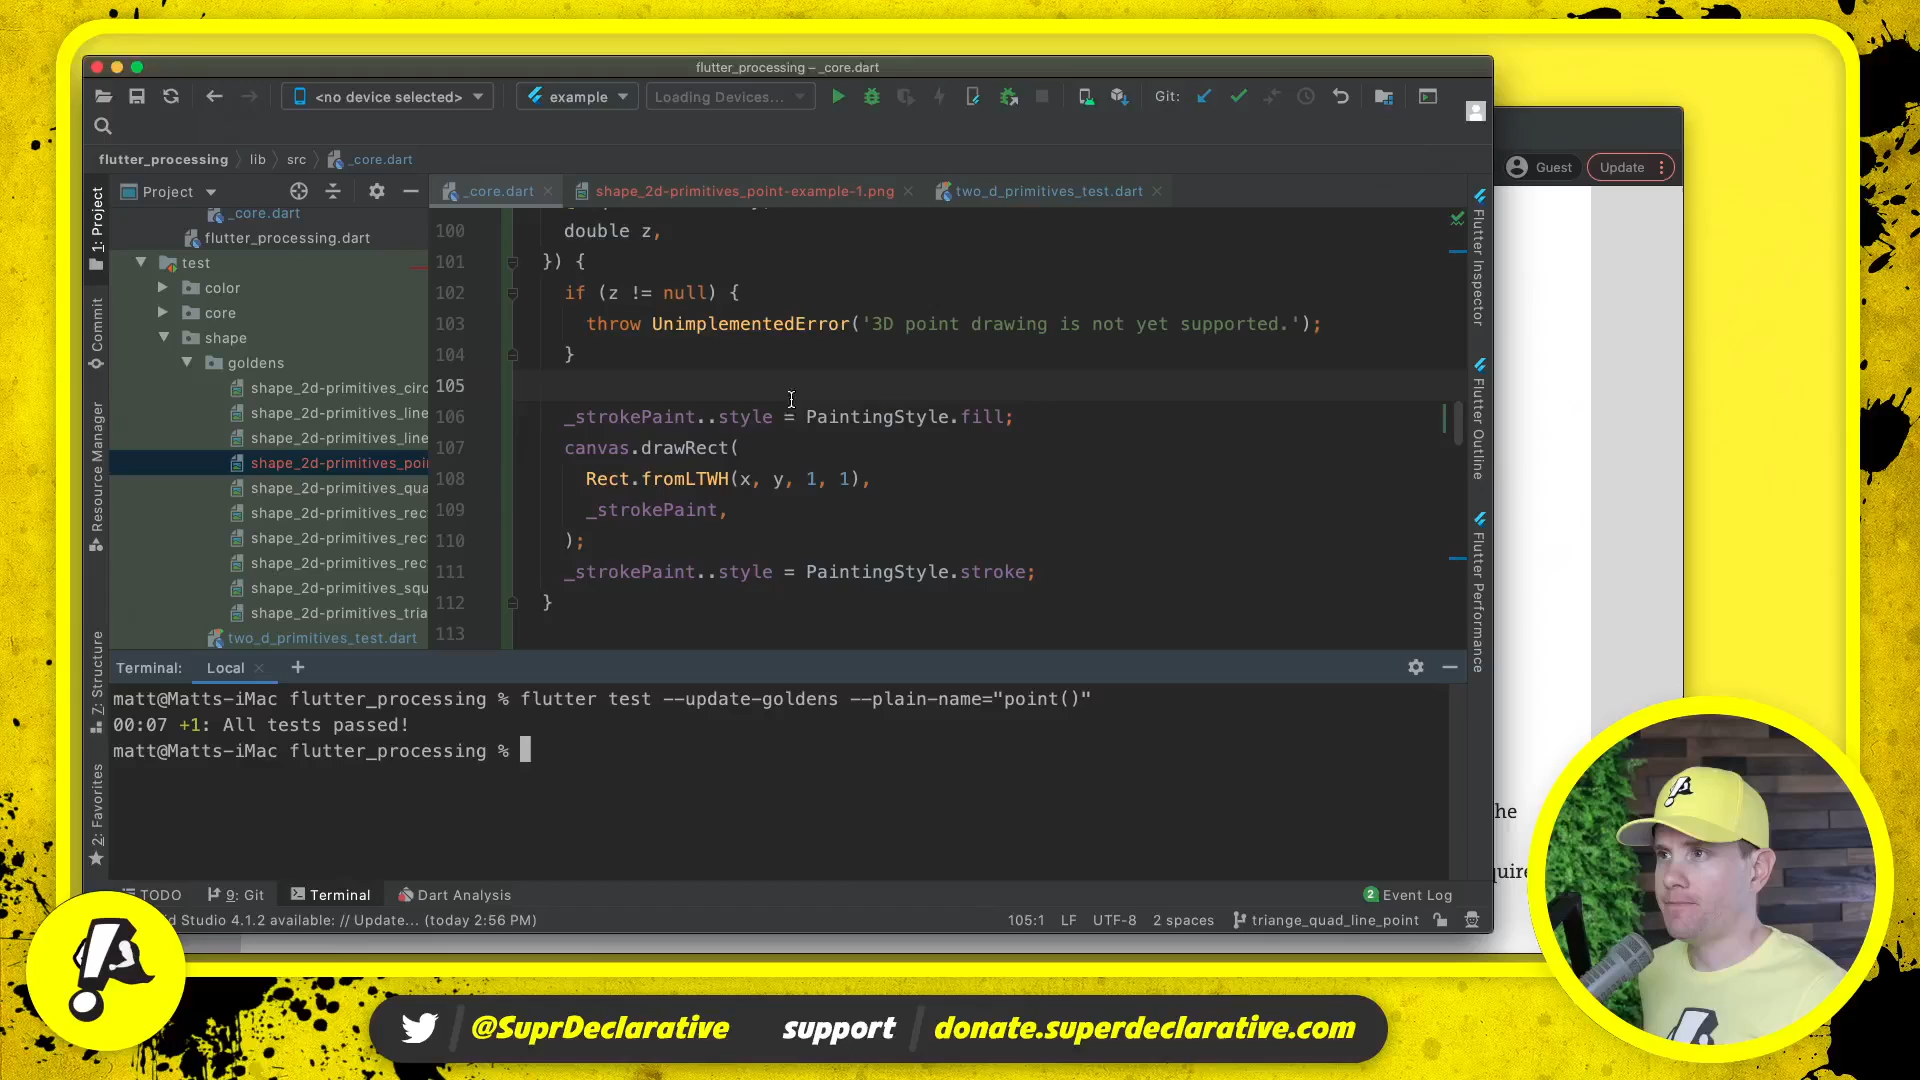 flutter_processing – _core.dart
<no device selected>
example
Loading Devices...
Git:
flutter_processing
lib
src
_core.dart
Guest
Update
1: Project
Commit
Resource Manager
7: Structure
2: Favorites
Project
_core.dart
shape_2d-primitives_point-example-1.png
two_d_primitives_test.dart
_core.dart
flutter_processing.dart
test
color
core
shape
goldens
shape_2d-primitives_circ
shape_2d-primitives_line
shape_2d-primitives_line
shape_2d-primitives_poi
shape_2d-primitives_qua
shape_2d-primitives_rec
shape_2d-primitives_rec
shape_2d-primitives_rec
shape_2d-primitives_squ
shape_2d-primitives_tria
two_d_primitives_test.dart
100 double z,
101 }) {
102 if (z != null) {
103 throw UnimplementedError('3D point drawing is not yet supported.');
104 }
105
106 _strokePaint..style = PaintingStyle.fill;
107 canvas.drawRect(
108 Rect.fromLTWH(x, y, 1, 1),
109 _strokePaint,
110 );
111 _strokePaint..style = PaintingStyle.stroke;
112 }
113
Flutter Inspector
Flutter Outline
Flutter Performance
Terminal:
Local
matt@Matts-iMac flutter_processing % flutter test --update-goldens --plain-name="point()"
00:07 +1: All tests passed!
matt@Matts-iMac flutter_processing %
he
quire
TODO
9: Git
Terminal
Dart Analysis
2 Event Log
d Studio 4.1.2 available: // Update... (today 2:56 PM)
105:1
LF
UTF-8
2 spaces
triange_quad_line_point
@SuprDeclarative
support
donate.superdeclarative.com